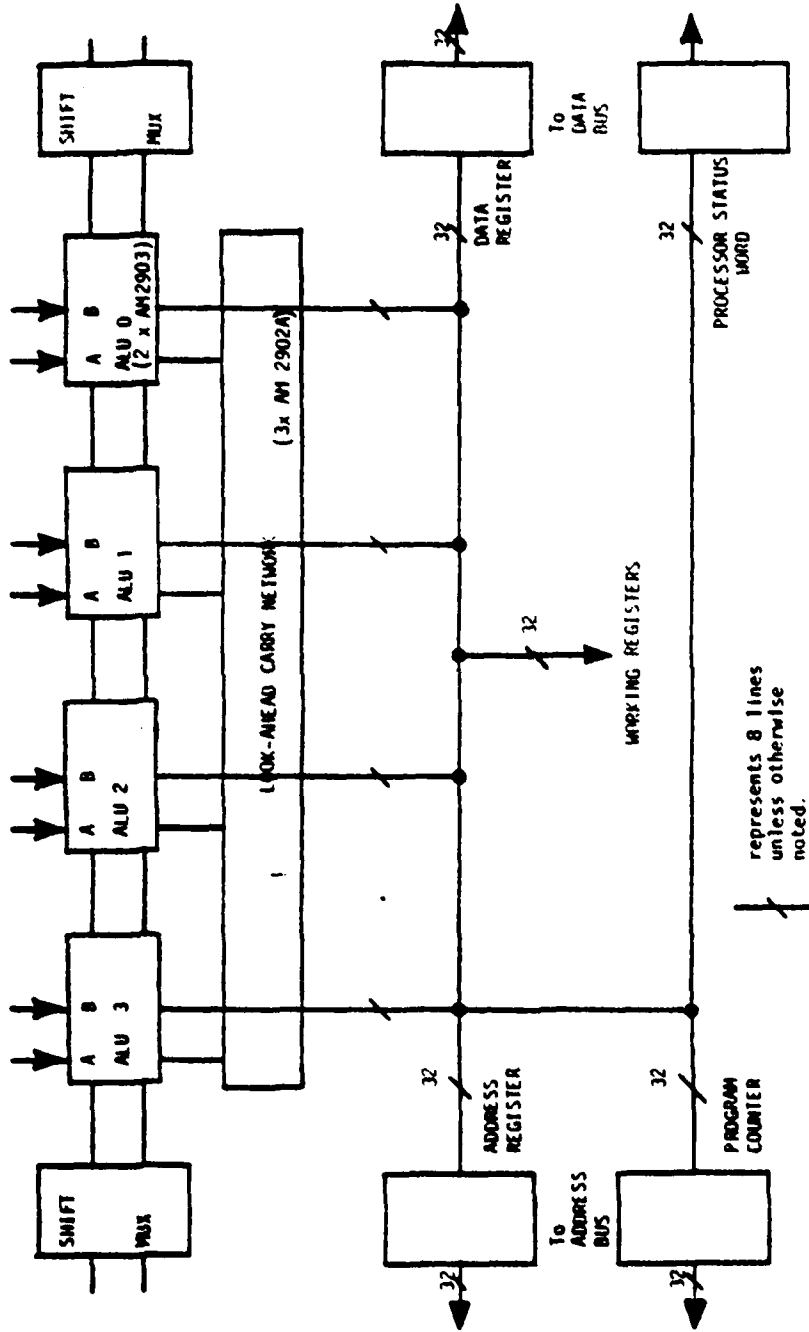 SHIFT
MUX
A B
ALU 3
A B
ALU 2
A B
ALU 1
A B
ALU 0
(2 x AM2903)
SHIFT
MUX
LOOK-AHEAD CARRY NETWORK
(3x AM 2902A)
32
32
ADDRESS
REGISTER
32
DATA
REGISTER
32
To
ADDRESS
BUS
32
WORKING REGISTERS
To
DATA
BUS
32
32
PROGRAM
COUNTER
32
PROCESSOR STATUS
WORD
represents 8 lines
unless otherwise
noted.